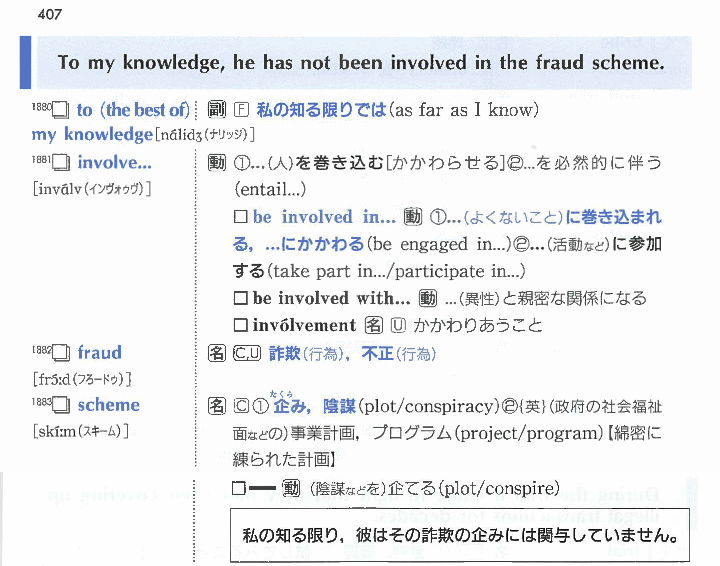 407
To my knowledge, he has not been involved in the fraud scheme.
1880 to (the best of) my knowledge [nάlidʒ(ナリッジ)]
副 F 私の知る限りでは(as far as I know)
1881 involve... [invάlv(インヴォゥヴ)]
動 ①...(人)を巻き込む[かかわらせる]②...を必然的に伴う
(entail...)
□ be involved in... 動 ①...(よくないこと)に巻き込まれ
る，...にかかわる(be engaged in...)②...(活動など)に参加
する(take part in.../participate in...)
□ be involved with... 動 ...(異性)と親密な関係になる
□ invólvement 名 U かかわりあうこと
1882 fraud [frɔ́ːd(フろードゥ)]
名 C,U 詐欺(行為)，不正(行為)
1883 scheme [skíːm(スキーム)]
名 C ①企み，陰謀(plot/conspiracy)②{英}(政府の社会福祉
たくら
面などの)事業計画，プログラム(project/program)【綿密に
練られた計画】
□━ 動 (陰謀などを)企てる(plot/conspire)
私の知る限り，彼はその詐欺の企みには関与していません。